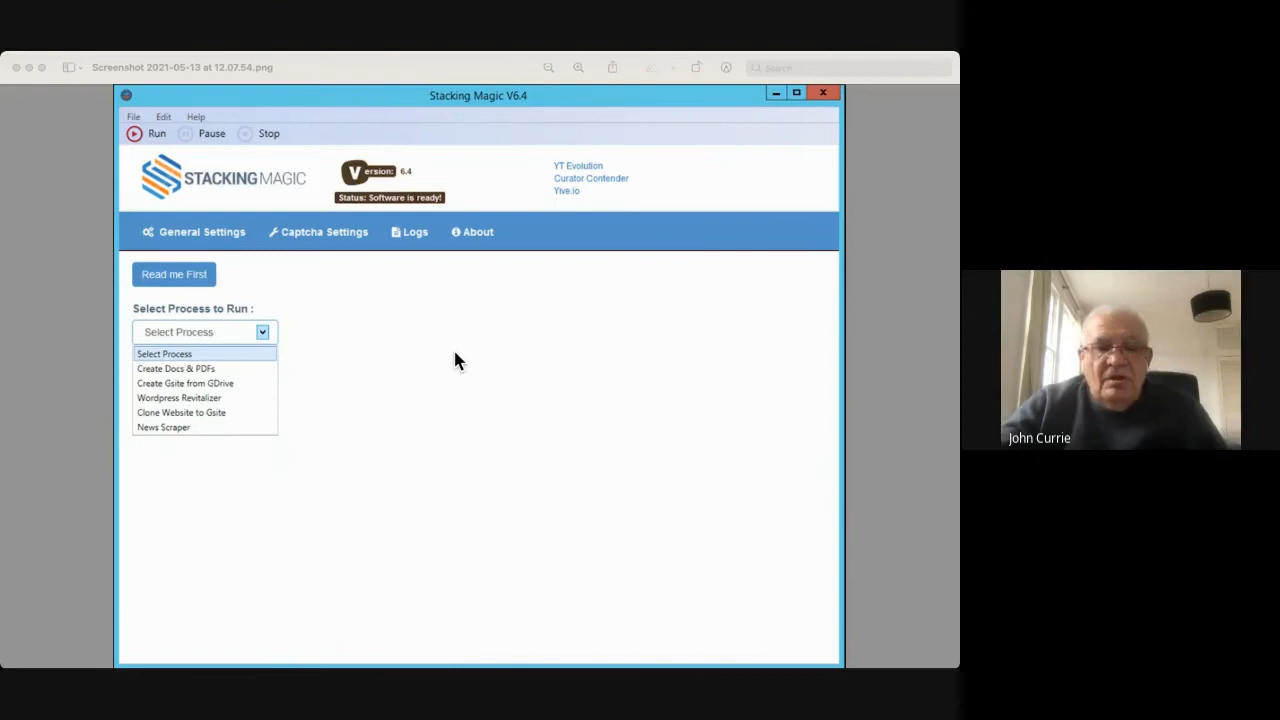 Screenshot 2021-05-13 at 12.07.54.png
Search
Stacking Magic V6.4
File Edit Help
Run Pause Stop
STACKING MAGIC
Version: 6.4
Status: Software is ready!
YT Evolution
Curator Contender
Yive.io
General Settings Captcha Settings Logs About
Read me First
Select Process to Run :
Select Process
Select Process
Create Docs & PDFs
Create Gsite from GDrive
Wordpress Revitalizer
Clone Website to Gsite
News Scraper
John Currie